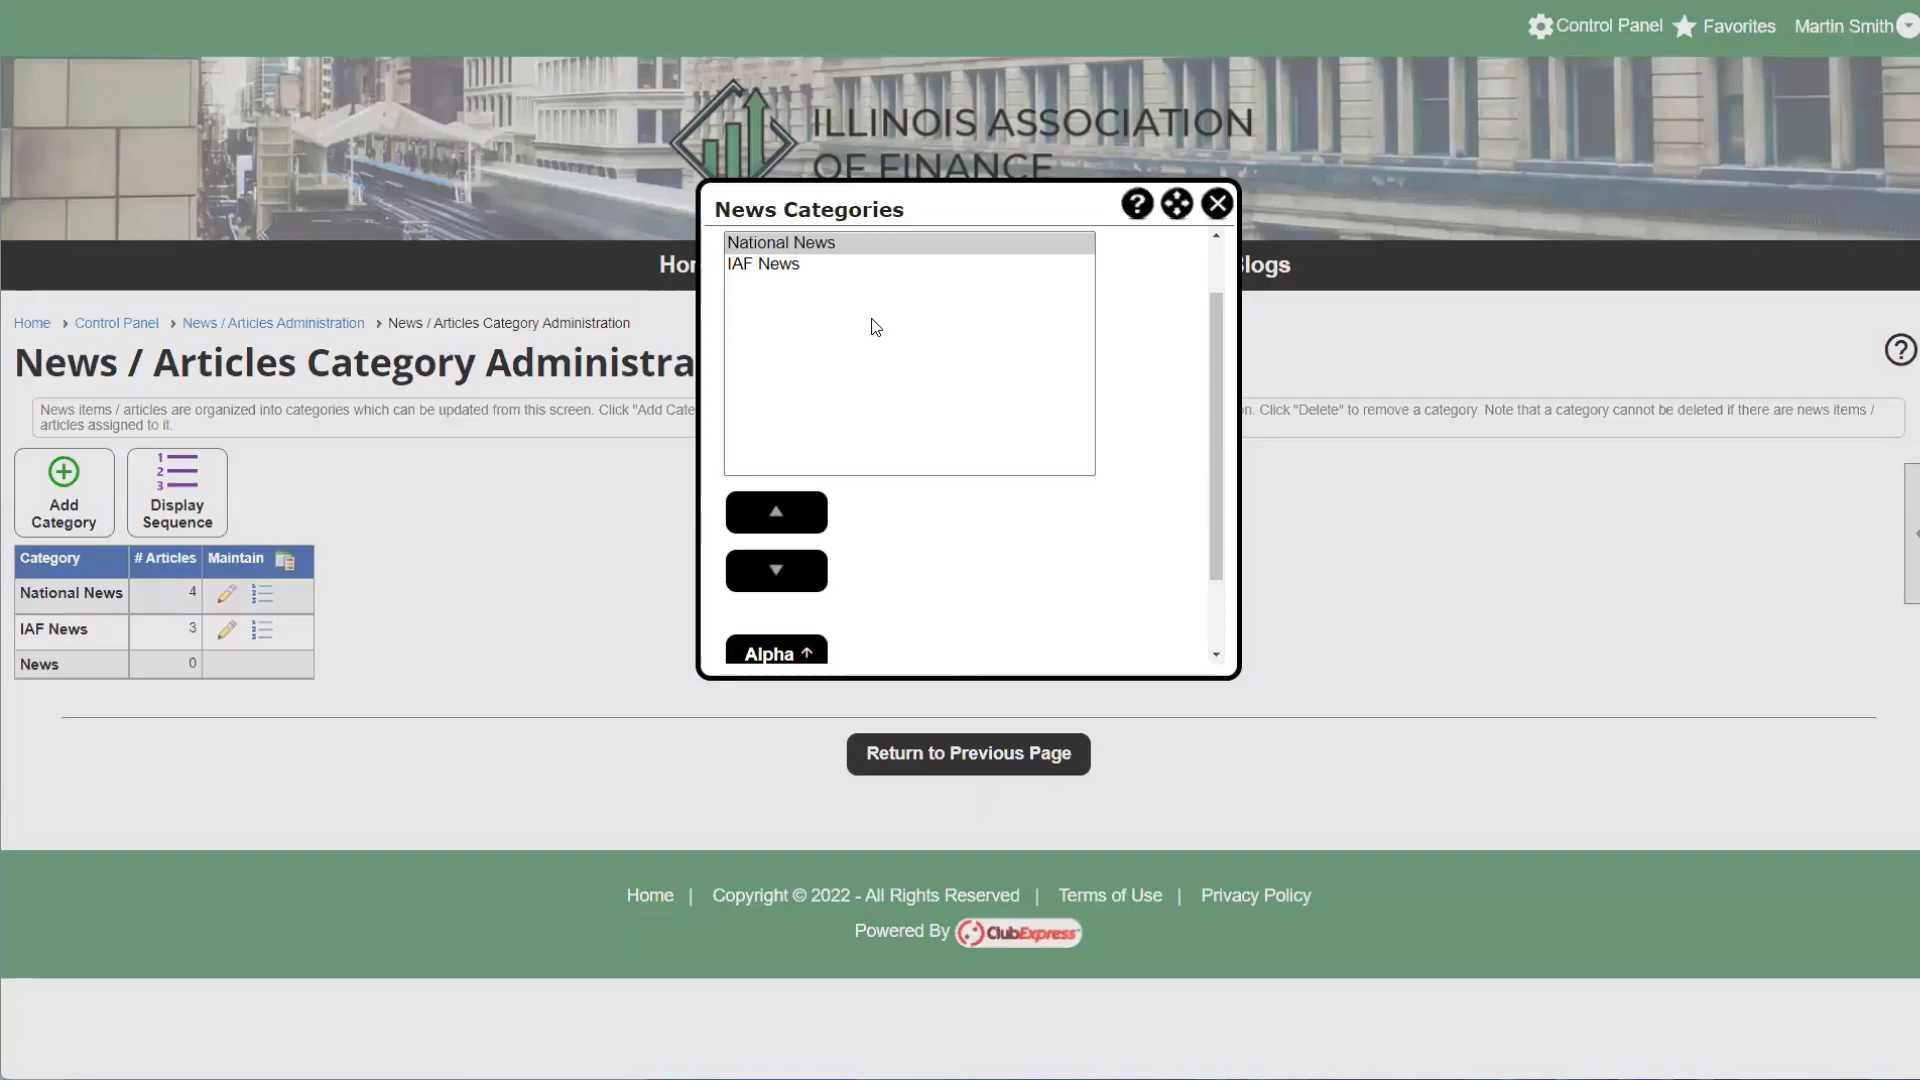 Control Panel Favorites Martin Smith
ILLINOIS ASSOCIATION
OF FINANCE
News Categories
National News
IAF News
Alpha ↑
Home > Control Panel > News / Articles Administration > News / Articles Category Administration
News / Articles Category Administra
News items / articles are organized into categories which can be updated from this screen. Click "Add Cate
n. Click "Delete" to remove a category. Note that a category cannot be deleted if there are news items /
articles assigned to it.
Add
Category
Display
Sequence
Category # Articles Maintain
National News 4
IAF News 3
News 0
Return to Previous Page
Home | Copyright © 2022 - All Rights Reserved | Terms of Use | Privacy Policy
Powered By ClubExpress